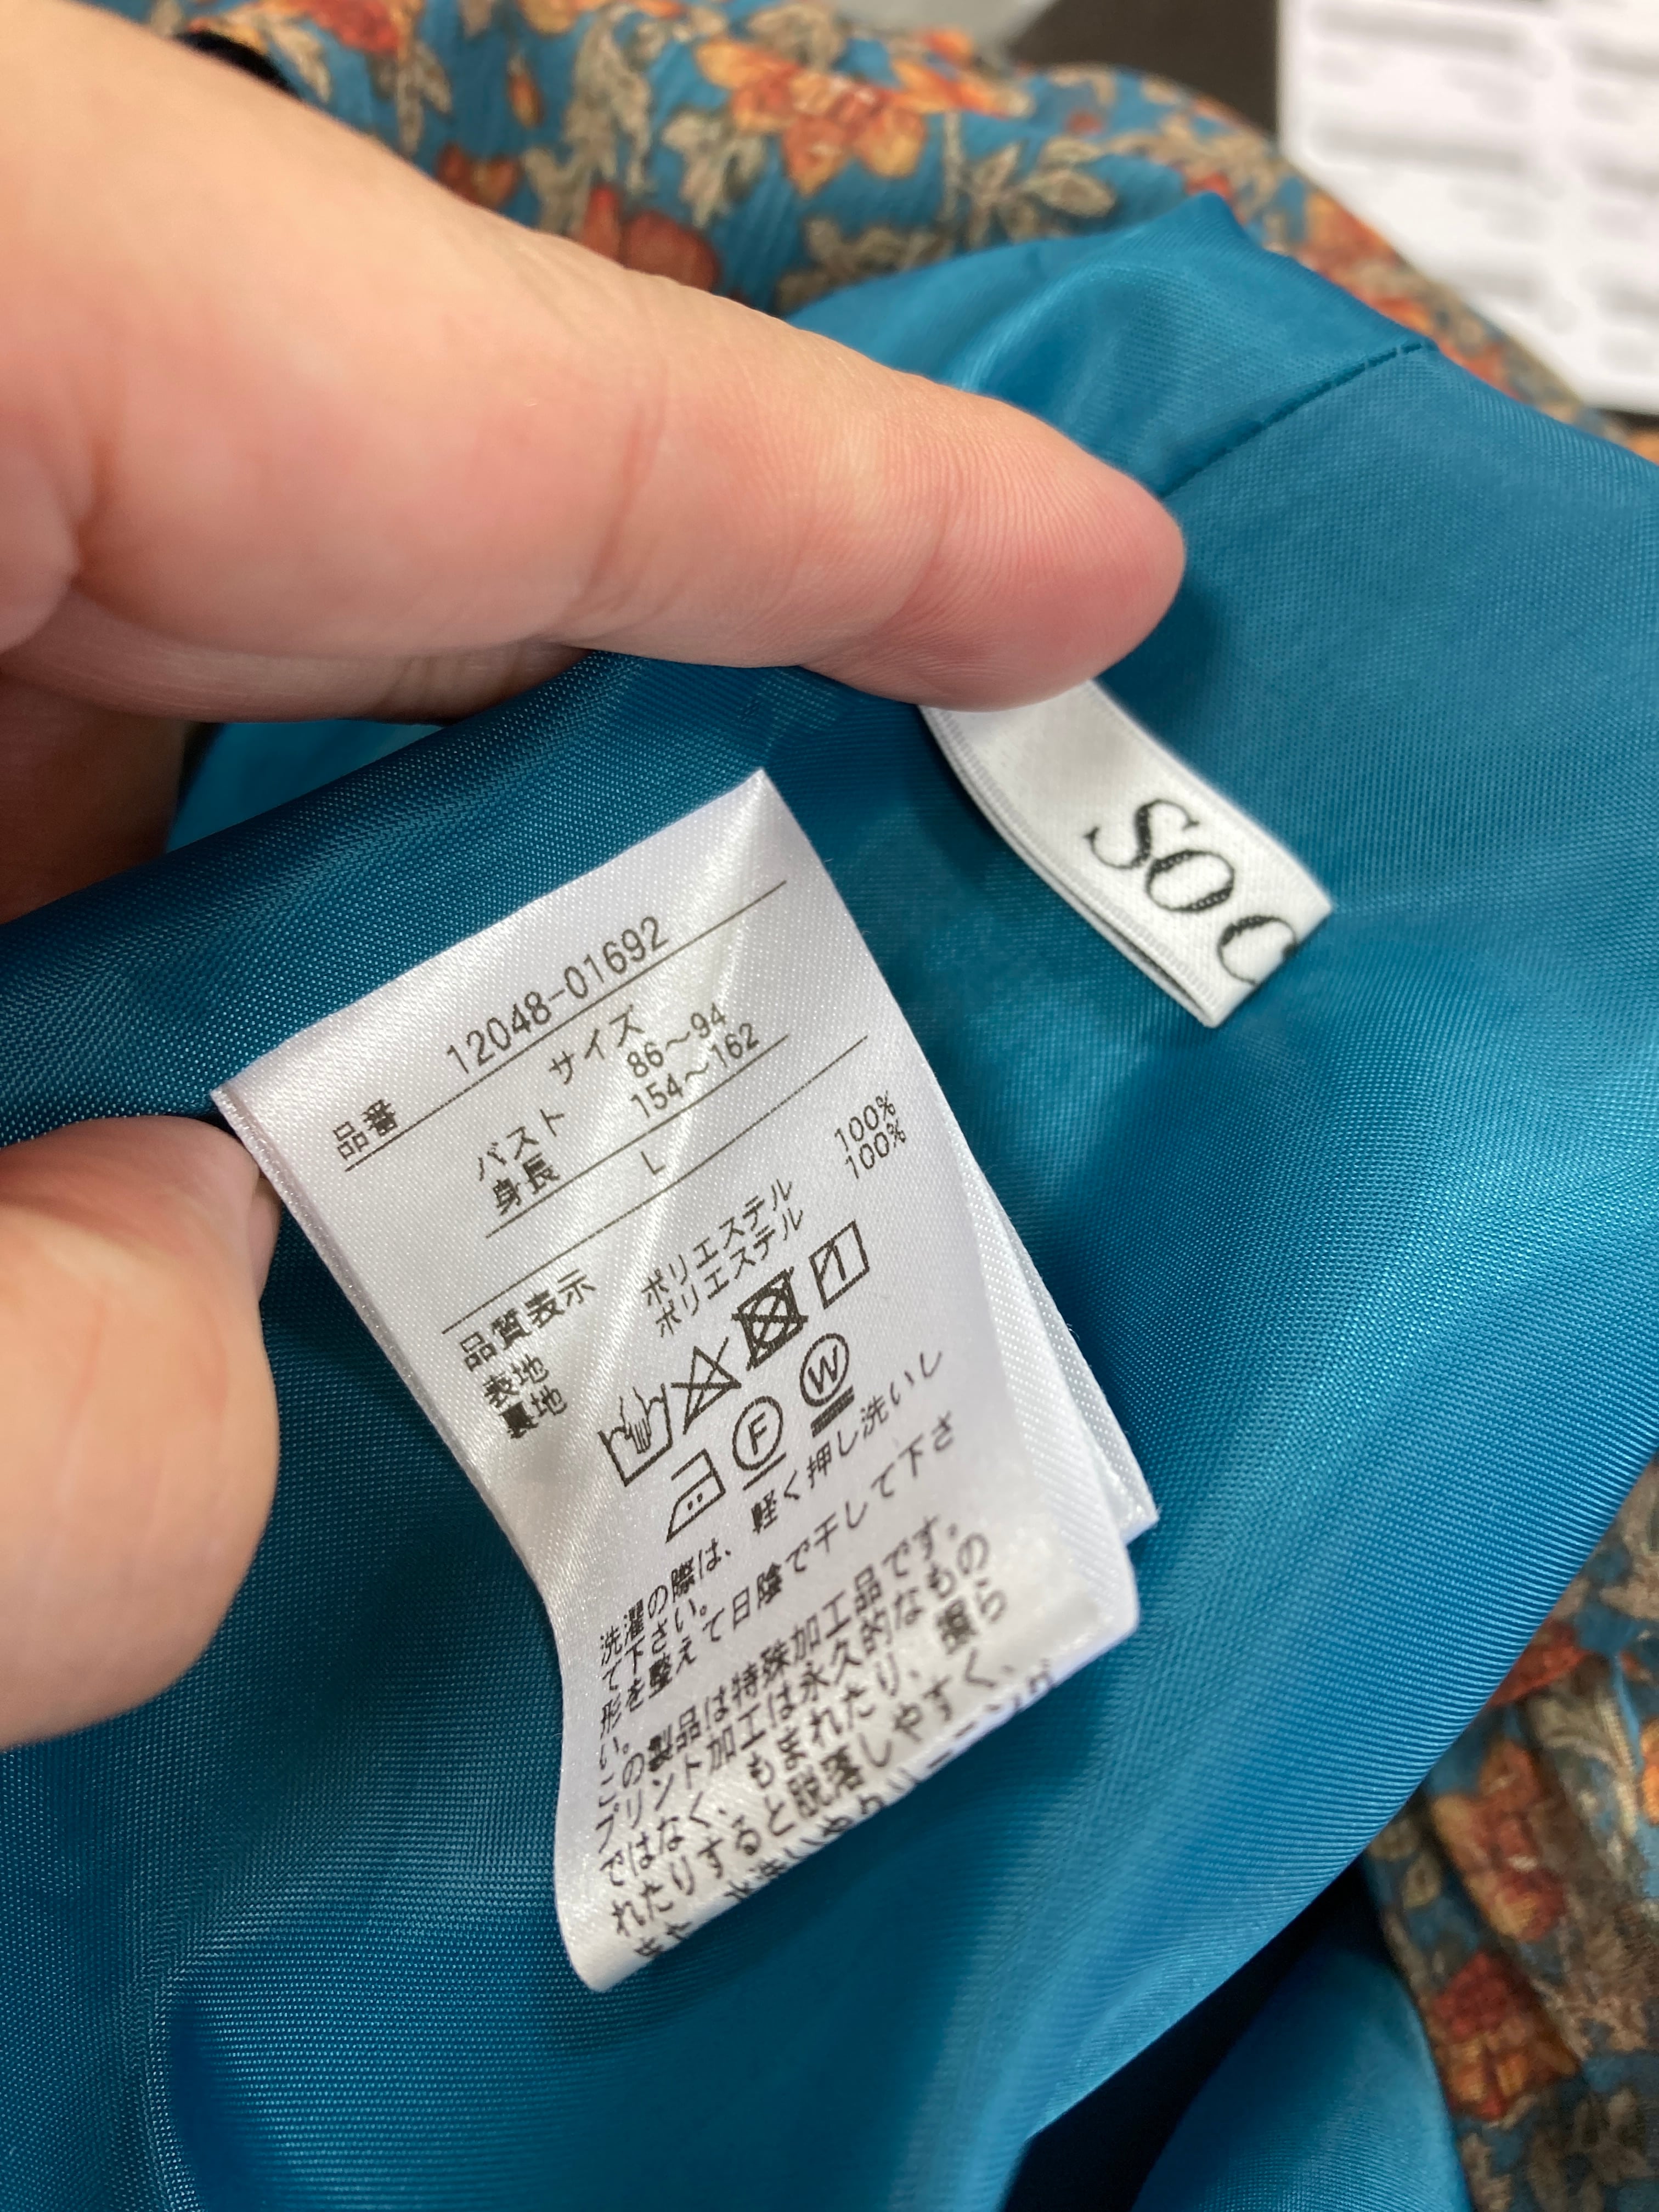 SOC
品番 12048-01692
サイズ
バスト 86～94
身長 154～162
L
品質表示
表地 ポリエステル 100%
裏地 ポリエステル 100%
F W
洗濯の際は、軽く押し洗いし
て下さい。
形を整えて日陰で干して下さ
い。
この製品は特殊加工品です。
プリント加工は永久的なもの
ではなく、もまれたり、擦ら
れたりすると脱落しやすく、